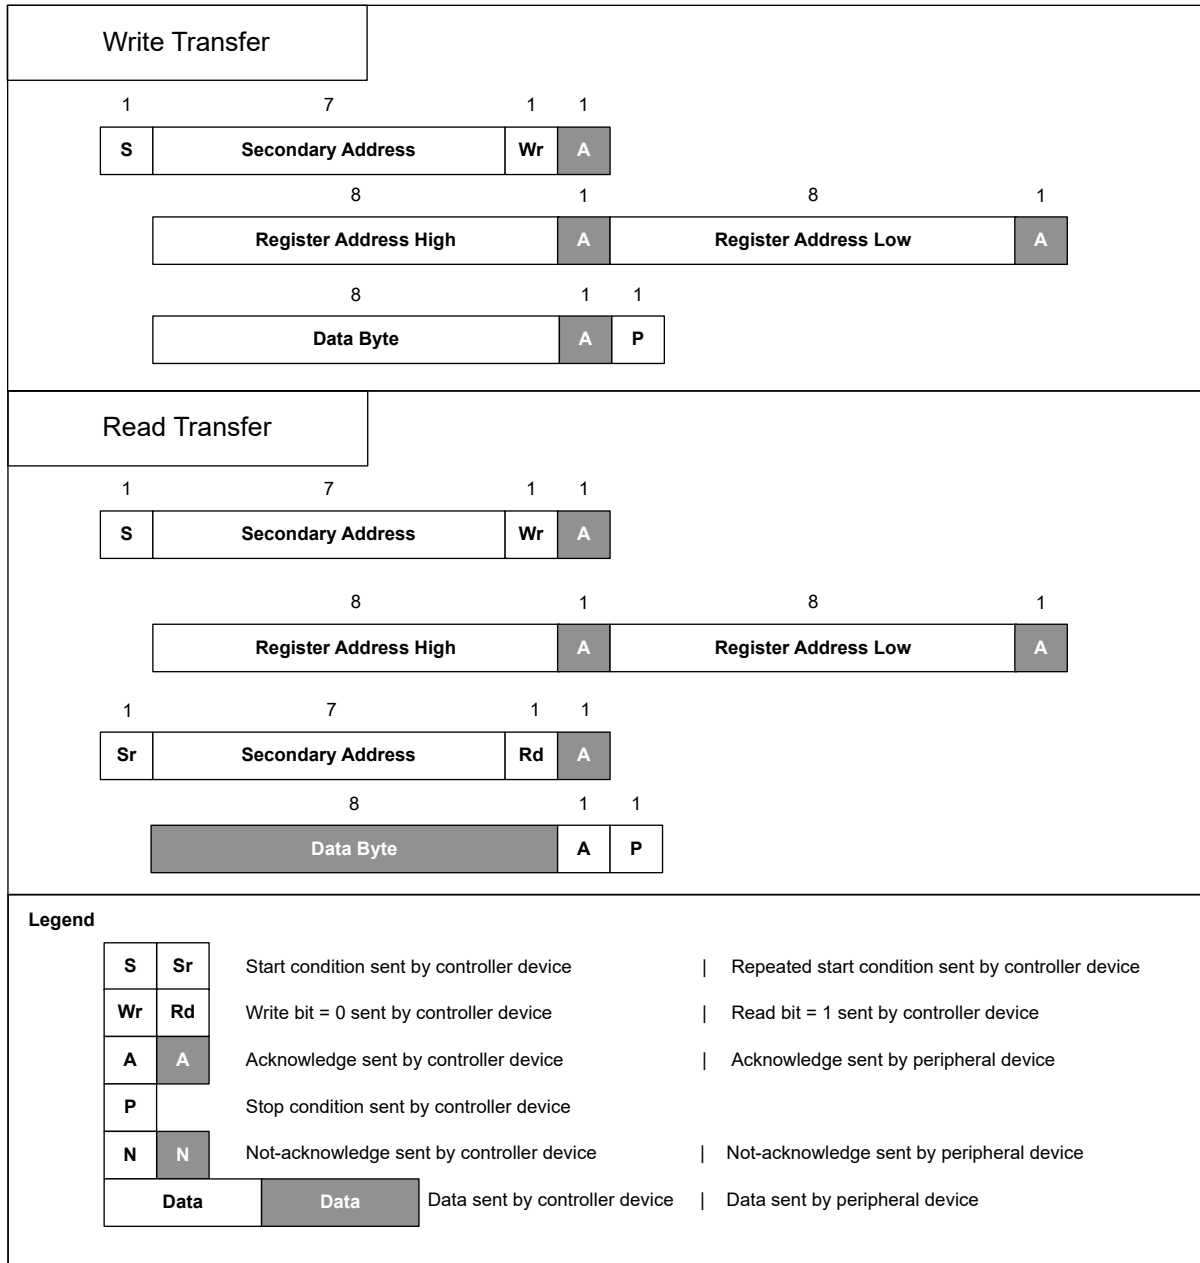 Write Transfer
1 7 1 1
S Secondary Address Wr A
8 1 8 1
Register Address High A Register Address Low A
8 1 1
Data Byte A P
Read Transfer
1 7 1 1
S Secondary Address Wr A
8 1 8 1
Register Address High A Register Address Low A
1 7 1 1
Sr Secondary Address Rd A
8 1 1
Data Byte A P
Legend
S Sr Start condition sent by controller device | Repeated start condition sent by controller device
Wr Rd Write bit = 0 sent by controller device | Read bit = 1 sent by controller device
A A Acknowledge sent by controller device | Acknowledge sent by peripheral device
P Stop condition sent by controller device
N N Not-acknowledge sent by controller device | Not-acknowledge sent by peripheral device
Data Data Data sent by controller device | Data sent by peripheral device